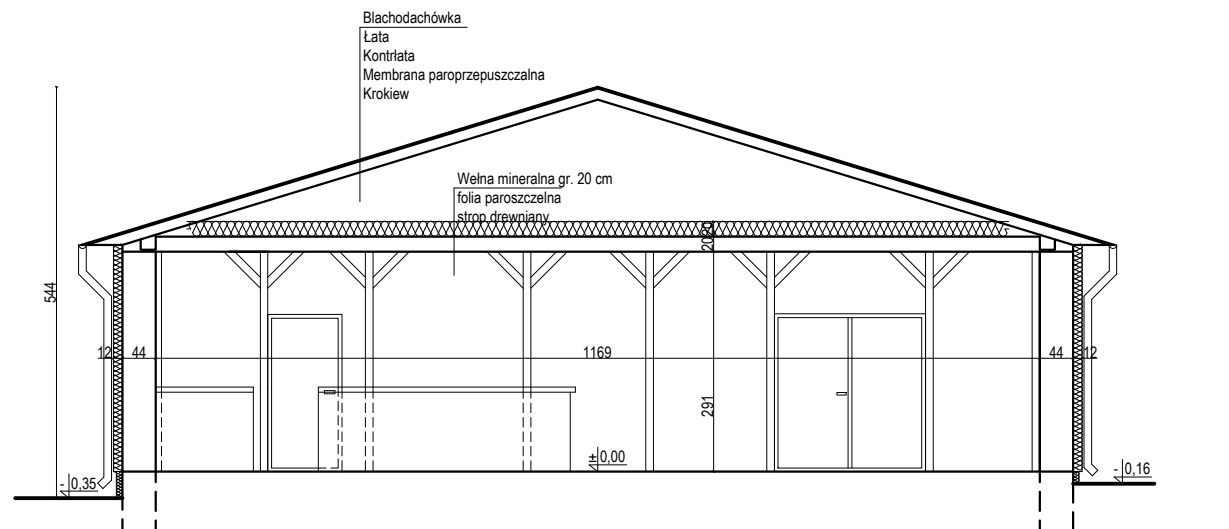 Blachodachówka
Łata
Kontrłata
Membrana paroprzepuszczalna
Krokiew
Wełna mineralna gr. 20 cm
folia paroszczelna
strop drewniany
2020
544
12 44 1169 44 12
291
± 0,00
- 0,35
- 0,16